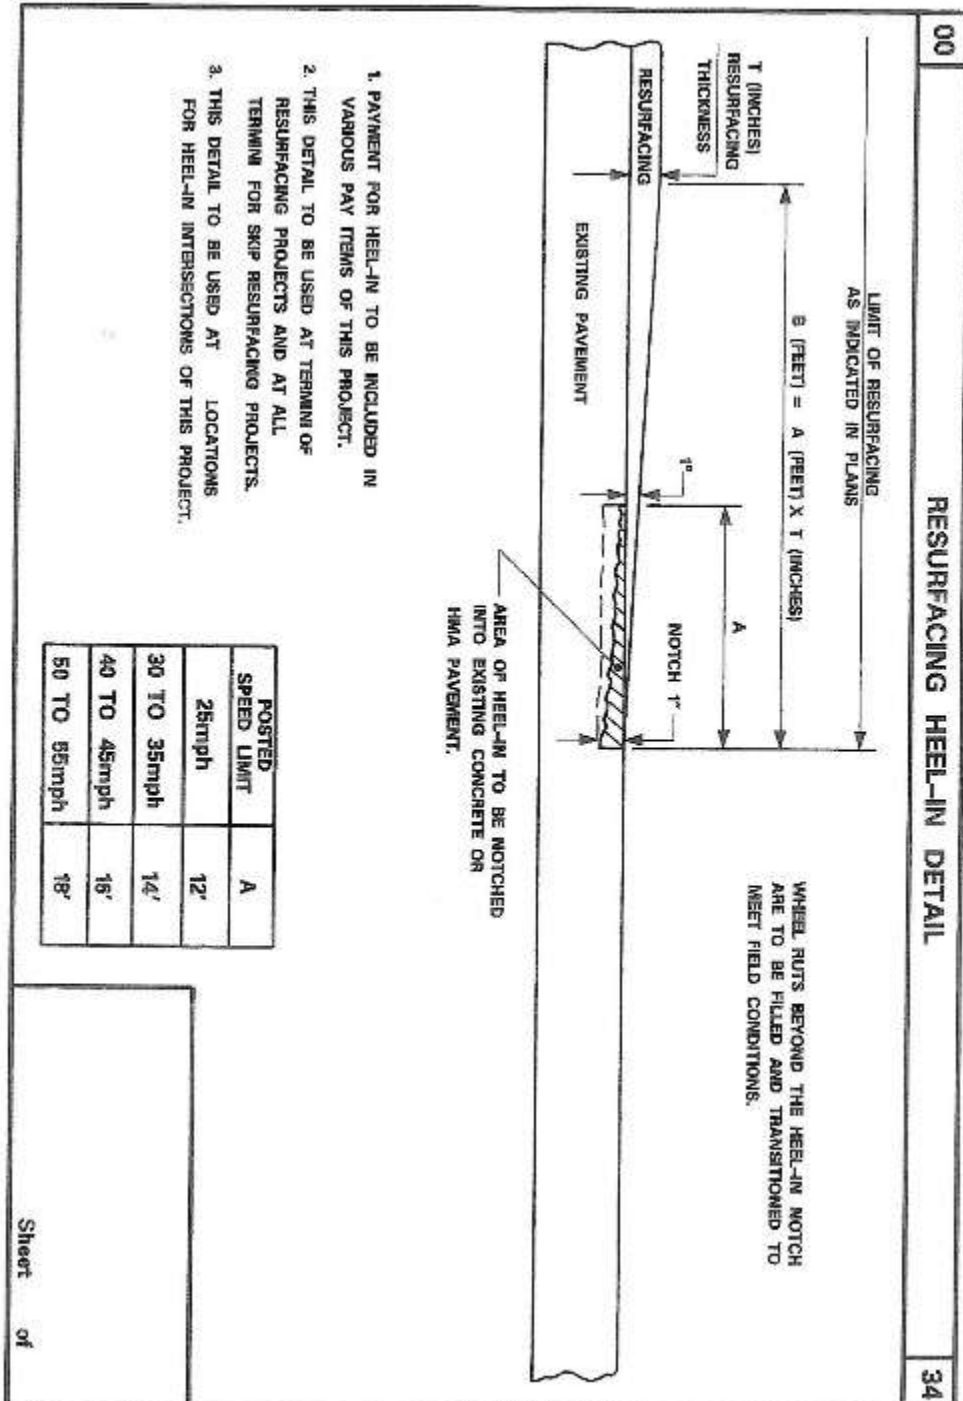 00
RESURFACING HEEL-IN DETAIL
34
LIMIT OF RESURFACING
AS INDICATED IN PLANS
T (INCHES)
RESURFACING
THICKNESS
B (FEET) = A (FEET) X T (INCHES)
WHEEL RUTS BEYOND THE HEEL-IN NOTCH
ARE TO BE FILLED AND TRANSITIONED TO
MEET FIELD CONDITIONS.
A
1"
NOTCH 1"
RESURFACING
EXISTING PAVEMENT
AREA OF HEEL-IN TO BE NOTCHED
INTO EXISTING CONCRETE OR
HMA PAVEMENT.
1. PAYMENT FOR HEEL-IN TO BE INCLUDED IN
VARIOUS PAY ITEMS OF THIS PROJECT.
2. THIS DETAIL TO BE USED AT TERMINI OF
RESURFACING PROJECTS AND AT ALL
TERMINI FOR SKIP RESURFACING PROJECTS.
3. THIS DETAIL TO BE USED AT LOCATIONS
FOR HEEL-IN INTERSECTIONS OF THIS PROJECT.
POSTED
SPEED LIMIT A
25mph 12'
30 TO 35mph 14'
40 TO 45mph 16'
50 TO 55mph 18'
Sheet of